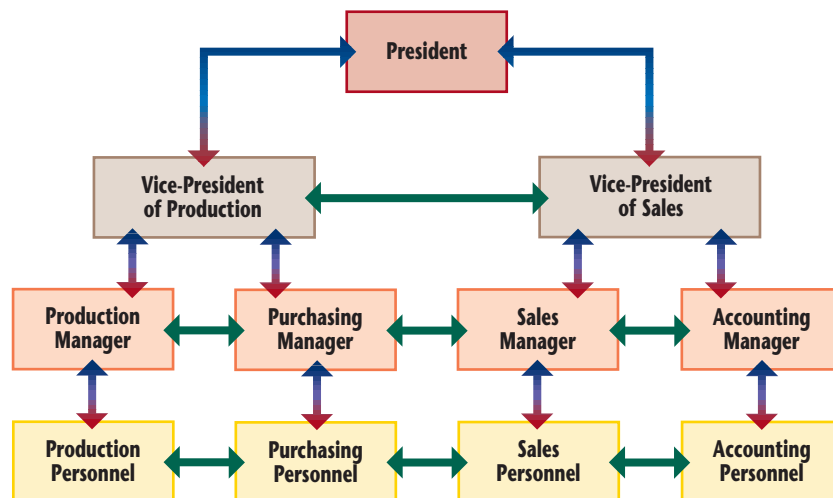 President
Vice-President
of Production
Vice-President
of Sales
Production
Manager
Purchasing
Manager
Sales
Manager
Accounting
Manager
Production
Personnel
Purchasing
Personnel
Sales
Personnel
Accounting
Personnel